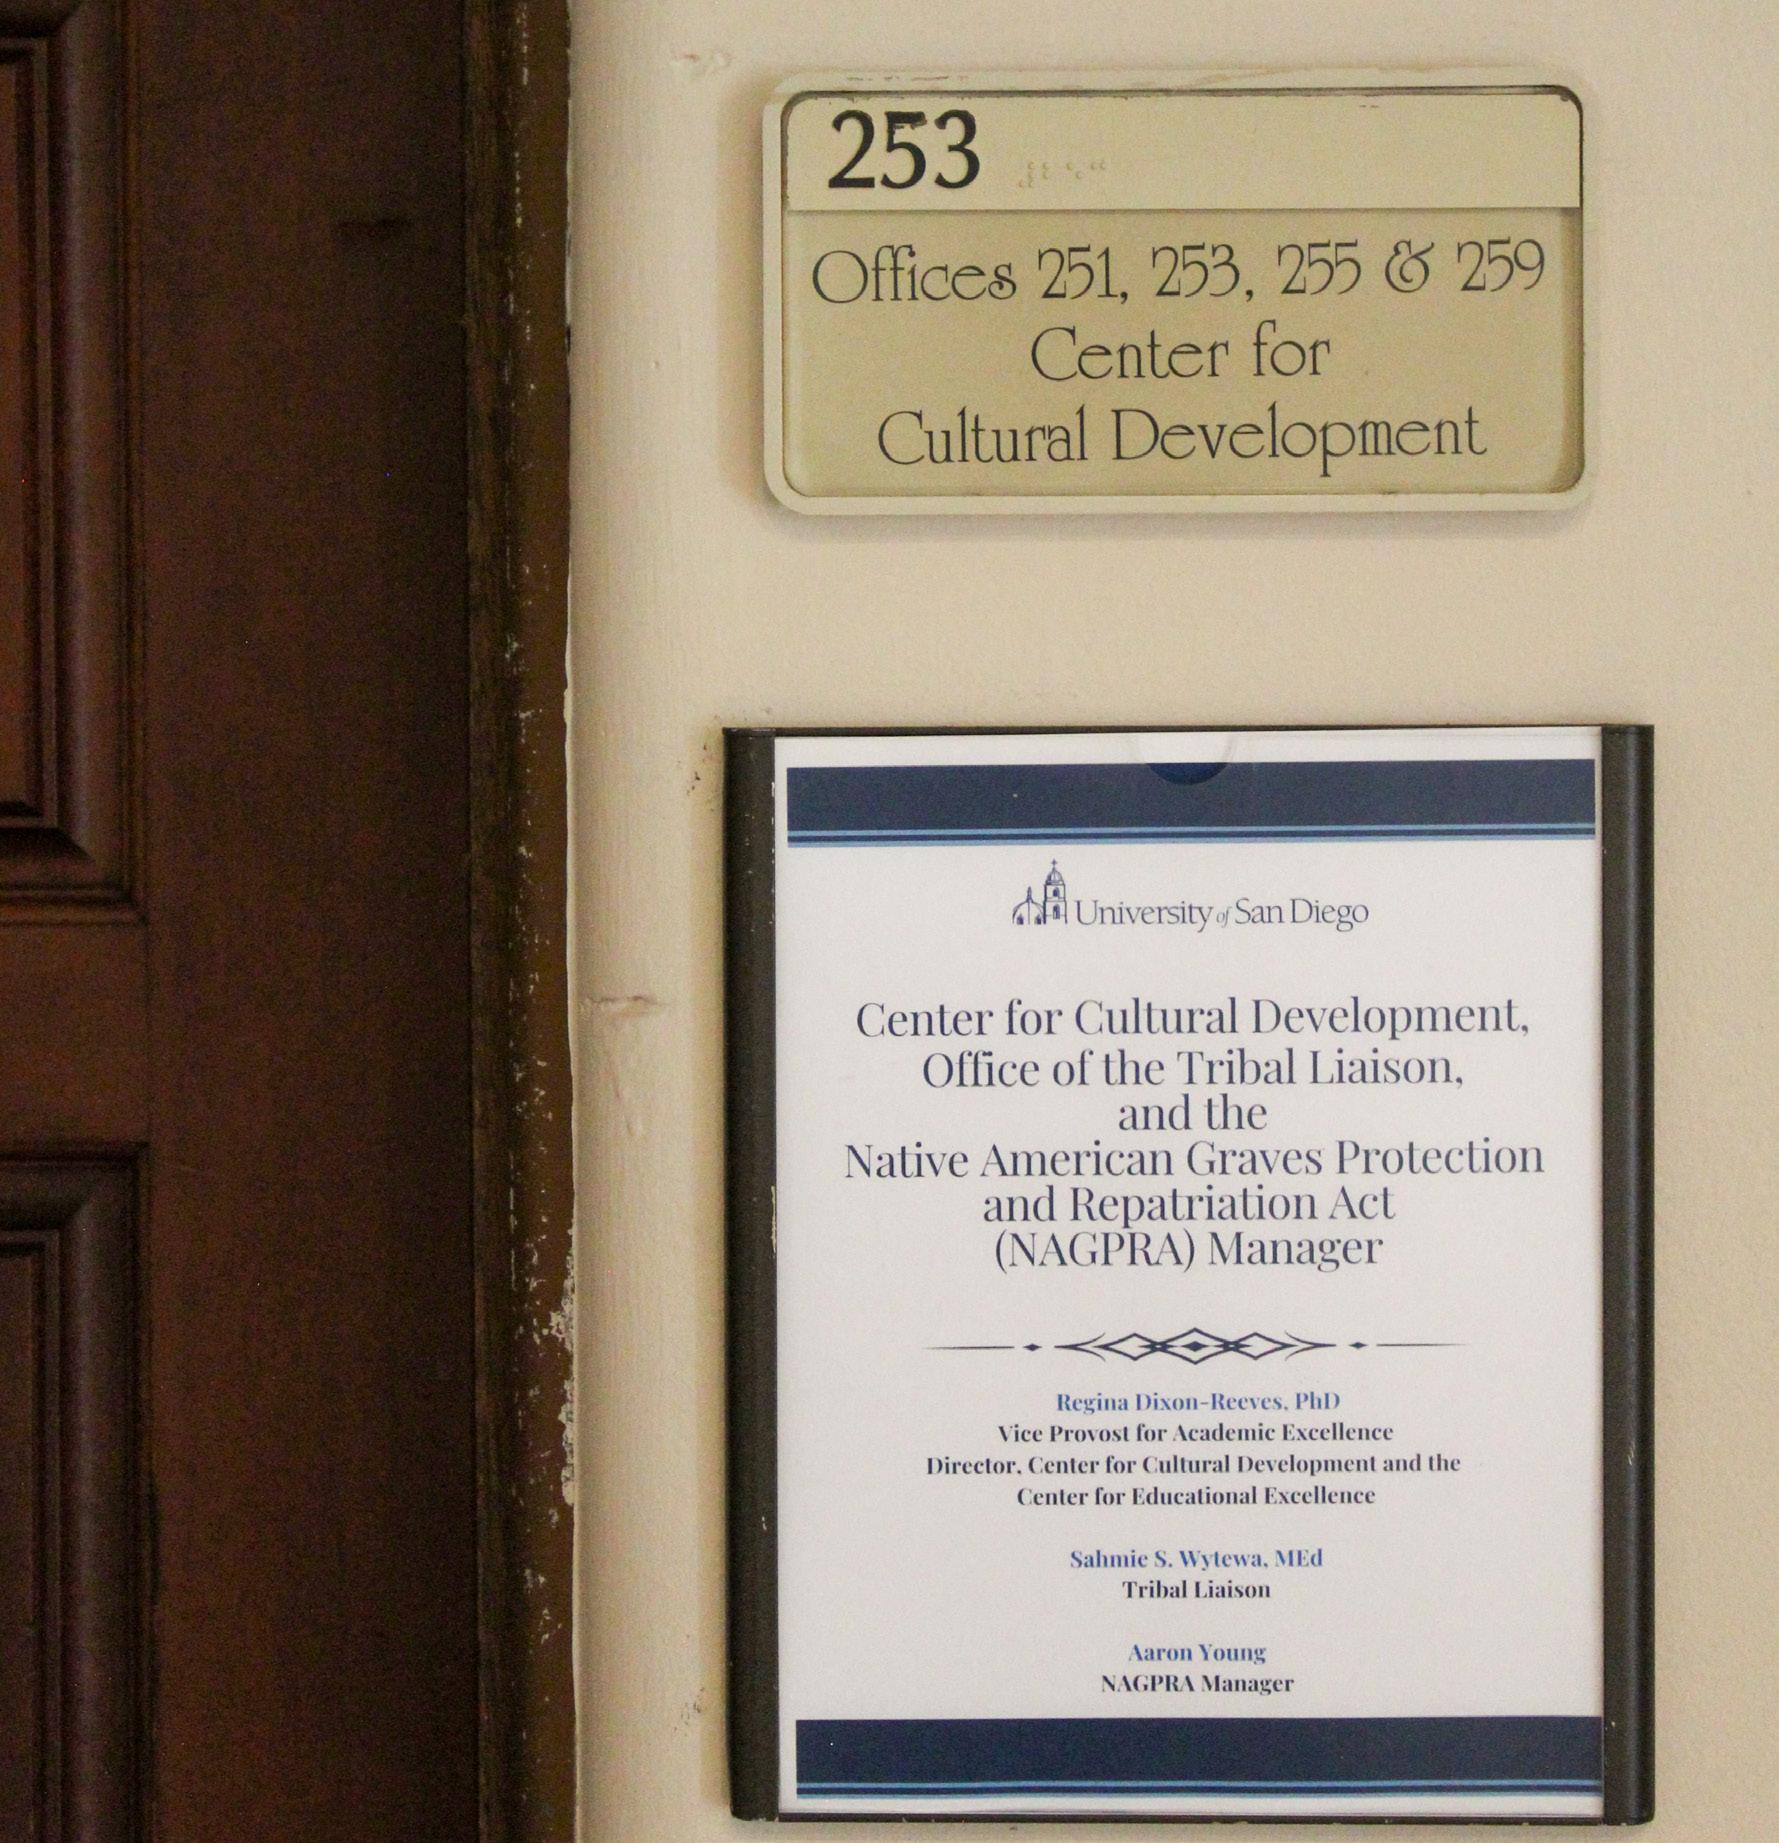 253
Offices 251, 253, 255 & 259
Center for
Cultural Development
University of San Diego
Center for Cultural Development,
Office of the Tribal Liaison,
and the
Native American Graves Protection
and Repatriation Act
(NAGPRA) Manager
Regina Dixon-Reeves, PhD
Vice Provost for Academic Excellence
Director, Center for Cultural Development and the
Center for Educational Excellence
Sahmie S. Wytewa, MEd
Tribal Liaison
Aaron Young
NAGPRA Manager